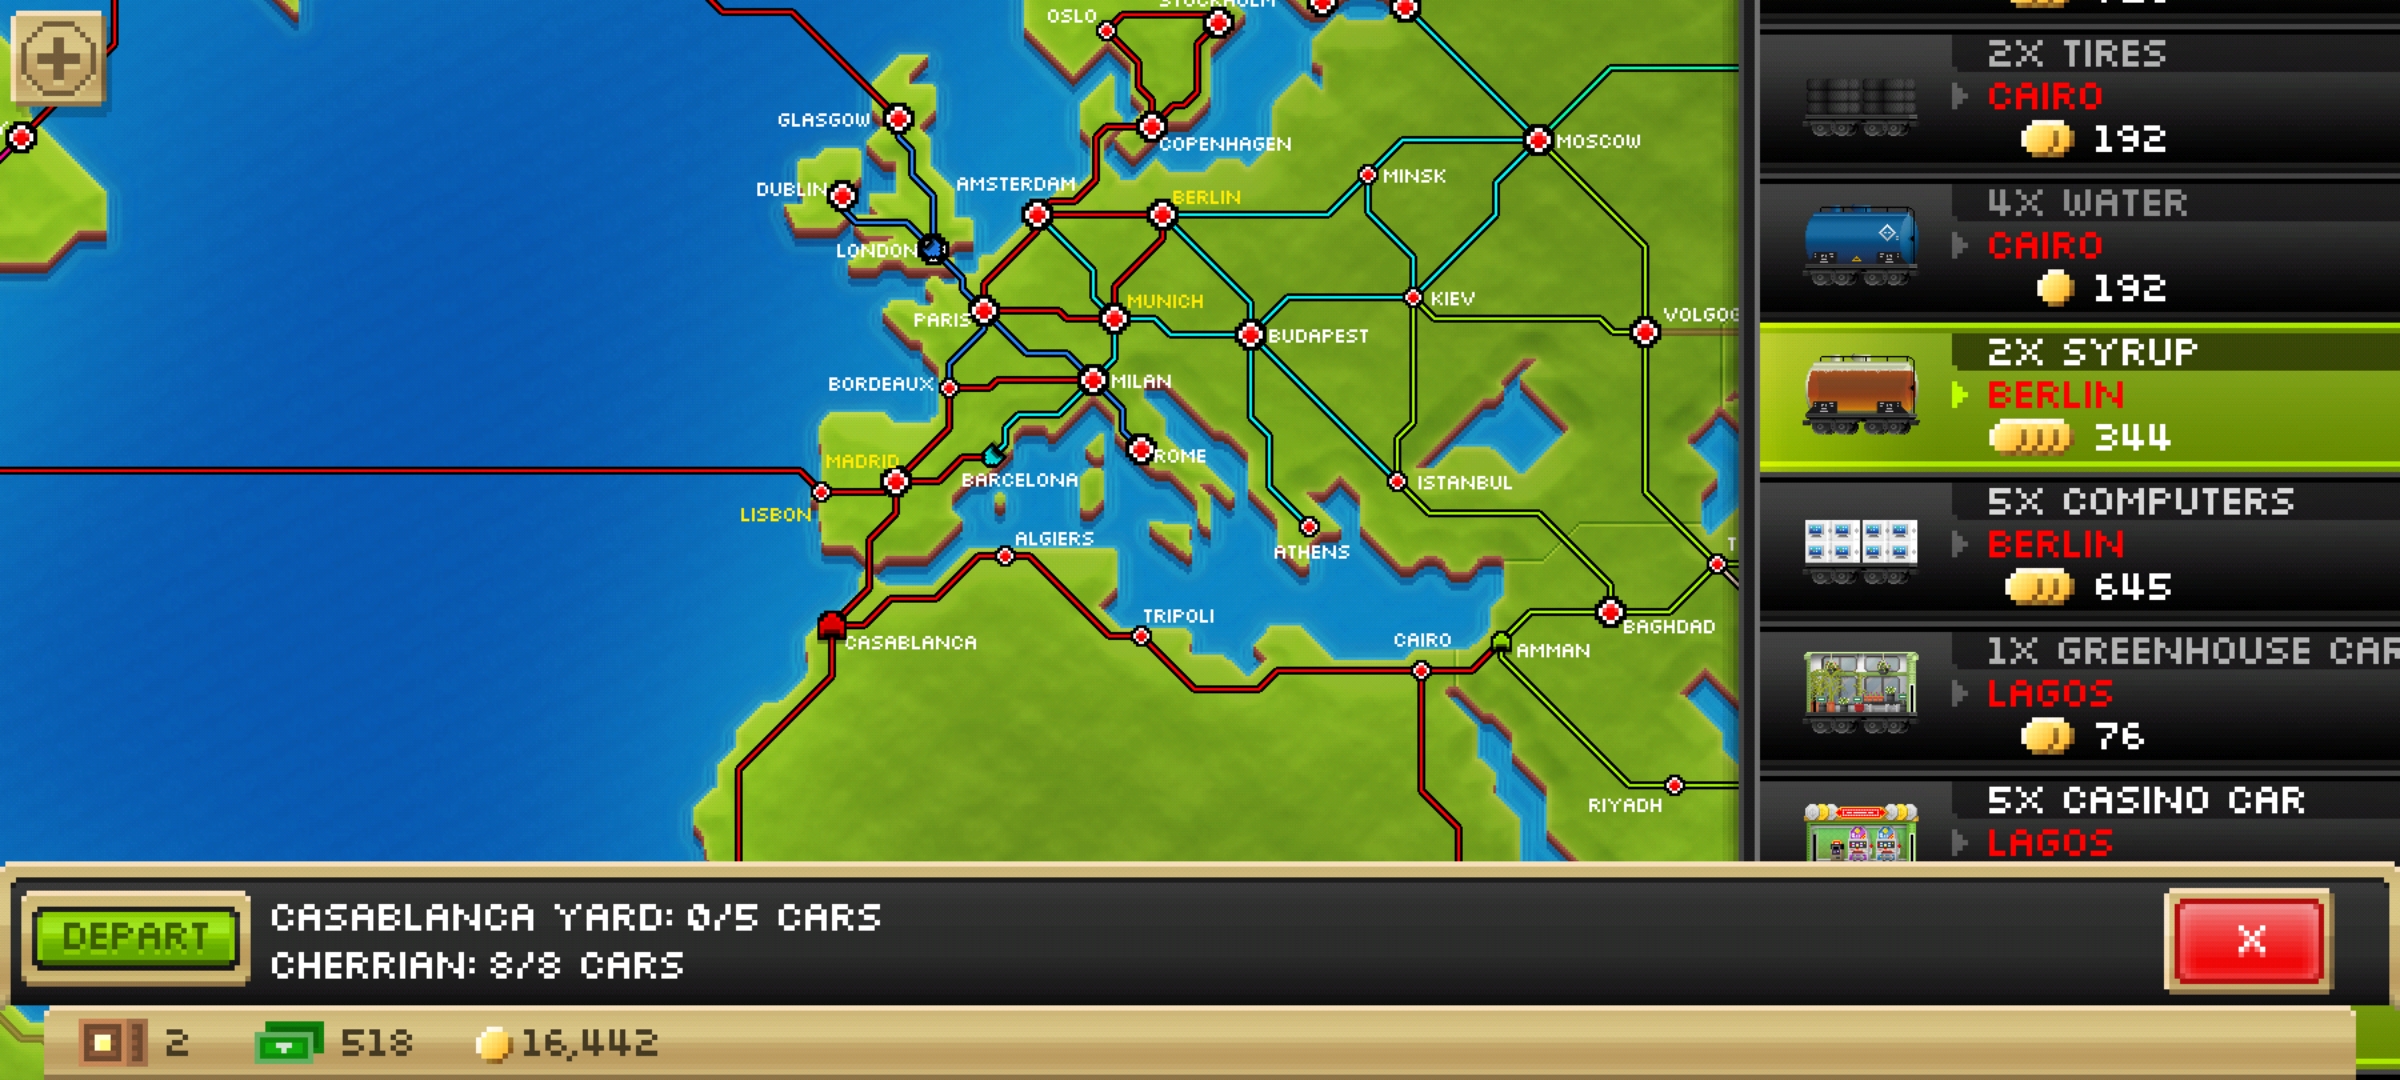 OSLO
STOCKHOLM
GLASGOW
COPENHAGEN
MOSCOW
MINSK
DUBLIN
AMSTERDAM
BERLIN
LONDON
MUNICH
KIEV
PARIS
BUDAPEST
BORDEAUX
MILAN
MADRID
ROME
BARCELONA
ISTANBUL
LISBON
ALGIERS
ATHENS
TRIPOLI
CASABLANCA
CAIRO
BAGHDAD
AMMAN
RIYADH
2X TIRES
CAIRO
192
4X WATER
CAIRO
192
2X SYRUP
BERLIN
344
5X COMPUTERS
BERLIN
645
1X GREENHOUSE CAR
LAGOS
76
5X CASINO CAR
LAGOS
DEPART
CASABLANCA YARD: 0/5 CARS
CHERRIAN: 8/8 CARS
X
2
518
16,442